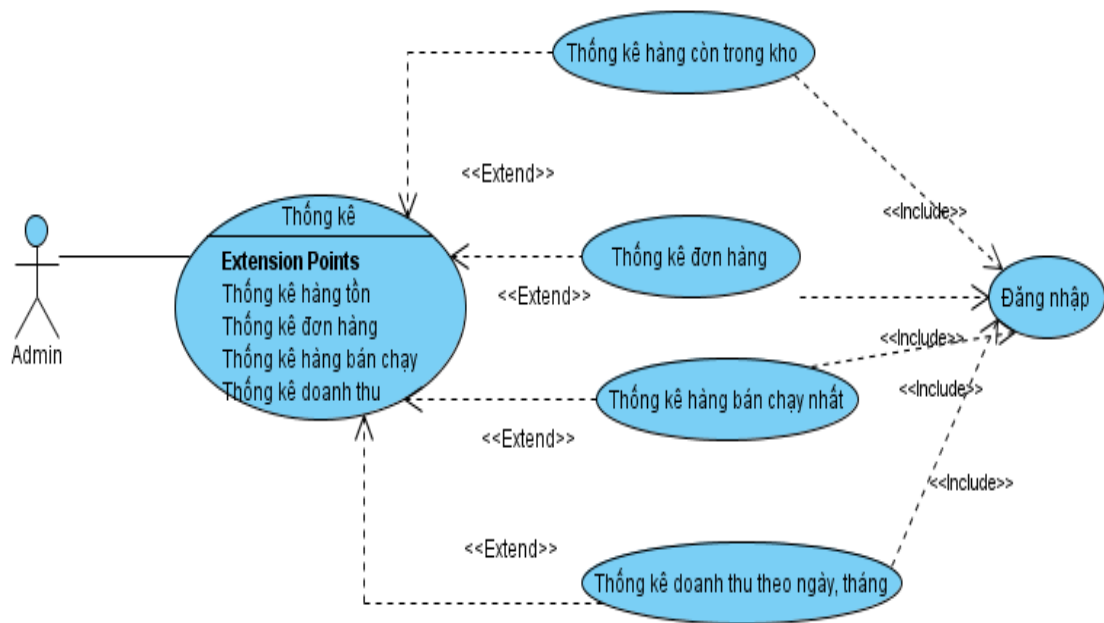 Thống kê hàng còn trong kho
<<Extend>>
<<Include>>
Thống kê
Extension Points
Thống kê hàng tồn
Thống kê đơn hàng
Thống kê hàng bán chạy
Thống kê doanh thu
Admin
Thống kê đơn hàng
<<Extend>>
Đăng nhập
<<Include>>
Thống kê hàng bán chạy nhất
<<Include>>
<<Extend>>
<<Include>>
<<Extend>>
Thống kê doanh thu theo ngày, tháng